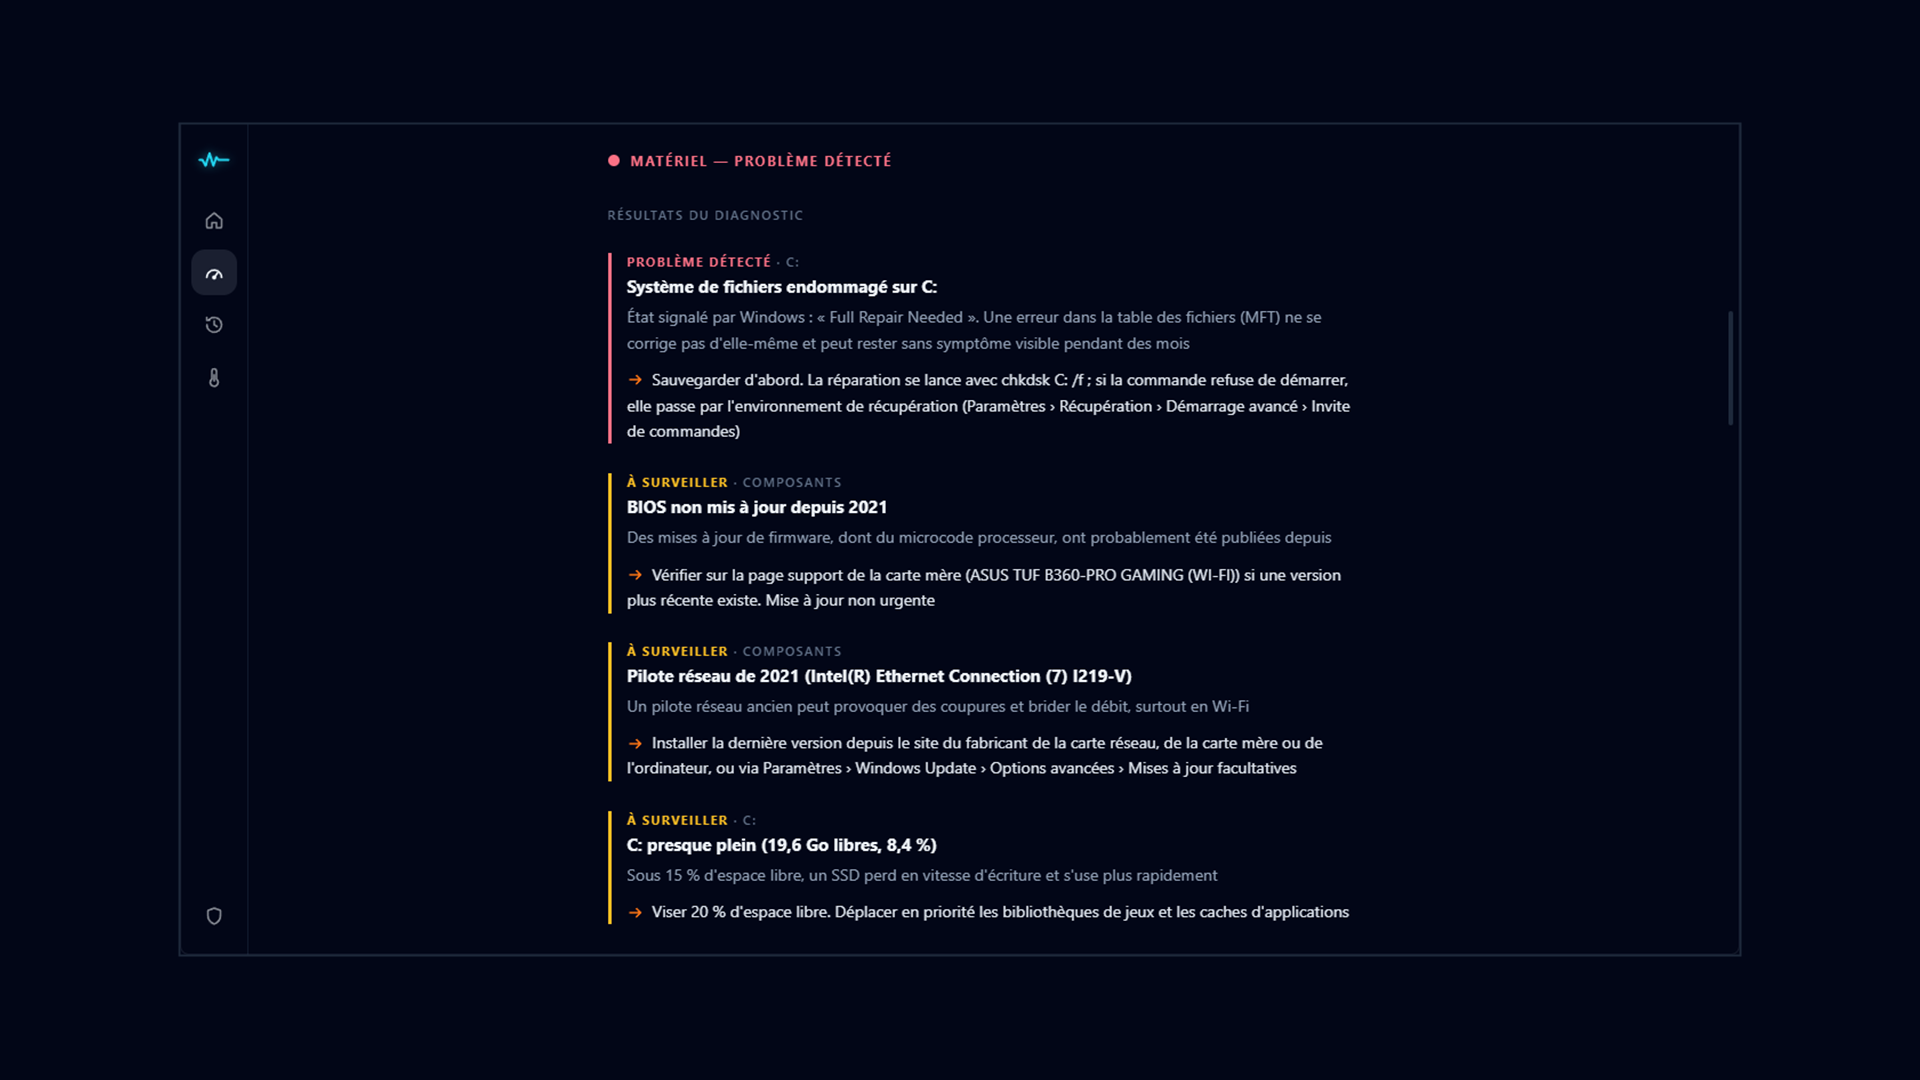 MATÉRIEL — PROBLÈME DÉTECTÉ
RÉSULTATS DU DIAGNOSTIC
PROBLÈME DÉTECTÉ · C:
Système de fichiers endommagé sur C:
État signalé par Windows : « Full Repair Needed ». Une erreur dans la table des fichiers (MFT) ne se
corrige pas d'elle-même et peut rester sans symptôme visible pendant des mois
→ Sauvegarder d'abord. La réparation se lance avec chkdsk C: /f ; si la commande refuse de démarrer,
elle passe par l'environnement de récupération (Paramètres › Récupération › Démarrage avancé › Invite
de commandes)
À SURVEILLER · COMPOSANTS
BIOS non mis à jour depuis 2021
Des mises à jour de firmware, dont du microcode processeur, ont probablement été publiées depuis
→ Vérifier sur la page support de la carte mère (ASUS TUF B360-PRO GAMING (WI-FI)) si une version
plus récente existe. Mise à jour non urgente
À SURVEILLER · COMPOSANTS
Pilote réseau de 2021 (Intel(R) Ethernet Connection (7) I219-V)
Un pilote réseau ancien peut provoquer des coupures et brider le débit, surtout en Wi-Fi
→ Installer la dernière version depuis le site du fabricant de la carte réseau, de la carte mère ou de
l'ordinateur, ou via Paramètres › Windows Update › Options avancées › Mises à jour facultatives
À SURVEILLER · C:
C: presque plein (19,6 Go libres, 8,4 %)
Sous 15 % d'espace libre, un SSD perd en vitesse d'écriture et s'use plus rapidement
→ Viser 20 % d'espace libre. Déplacer en priorité les bibliothèques de jeux et les caches d'applications